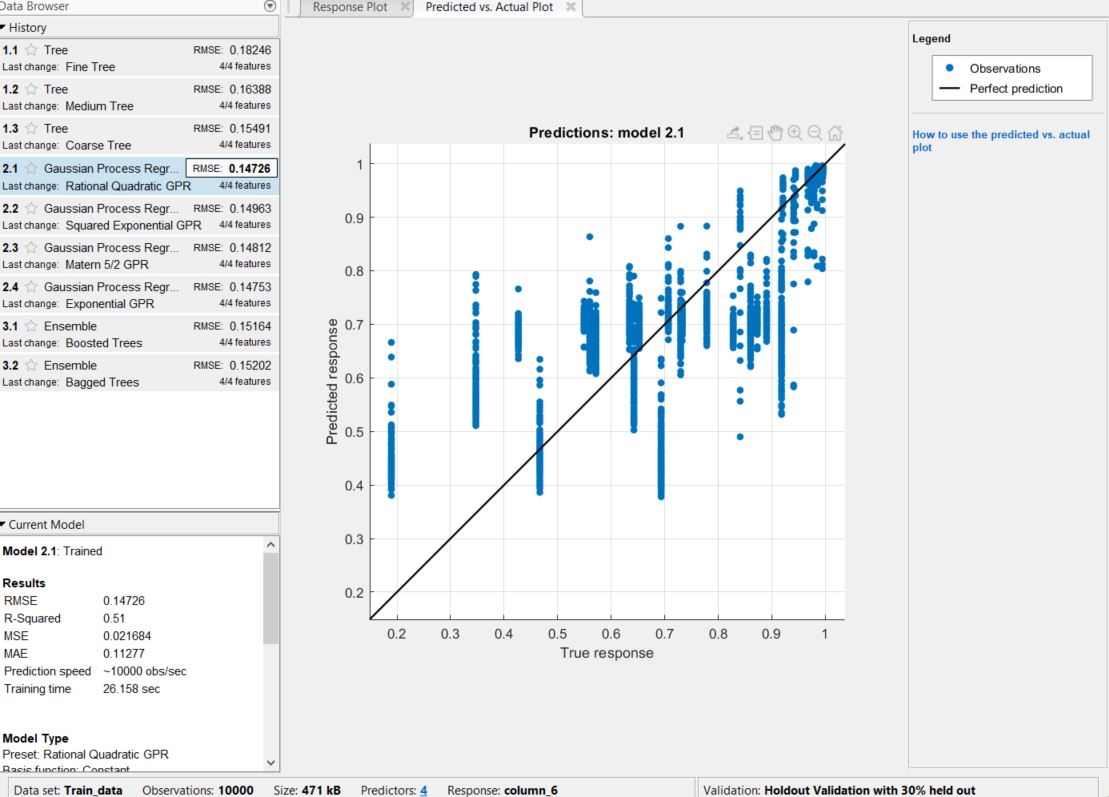 Data Browser
Response Plot
Predicted vs. Actual Plot
History
1.1 Tree RMSE: 0.18246
Last change: Fine Tree 4/4 features
1.2 Tree RMSE: 0.16388
Last change: Medium Tree 4/4 features
1.3 Tree RMSE: 0.15491
Last change: Coarse Tree 4/4 features
2.1 Gaussian Process Regr... RMSE: 0.14726
Last change: Rational Quadratic GPR 4/4 features
2.2 Gaussian Process Regr... RMSE: 0.14963
Last change: Squared Exponential GPR 4/4 features
2.3 Gaussian Process Regr... RMSE: 0.14812
Last change: Matern 5/2 GPR 4/4 features
2.4 Gaussian Process Regr... RMSE: 0.14753
Last change: Exponential GPR 4/4 features
3.1 Ensemble RMSE: 0.15164
Last change: Boosted Trees 4/4 features
3.2 Ensemble RMSE: 0.15202
Last change: Bagged Trees 4/4 features
Current Model
Model 2.1: Trained
Results
RMSE 0.14726
R-Squared 0.51
MSE 0.021684
MAE 0.11277
Prediction speed ~10000 obs/sec
Training time 26.158 sec
Model Type
Preset: Rational Quadratic GPR
Basis function: Constant
Predictions: model 2.1
1
0.9
0.8
0.7
0.6
0.5
0.4
0.3
0.2
Predicted response
0.2 0.3 0.4 0.5 0.6 0.7 0.8 0.9 1
True response
Legend
Observations
Perfect prediction
How to use the predicted vs. actual
plot
Data set: Train_data Observations: 10000 Size: 471 kB Predictors: 4 Response: column_6 Validation: Holdout Validation with 30% held out